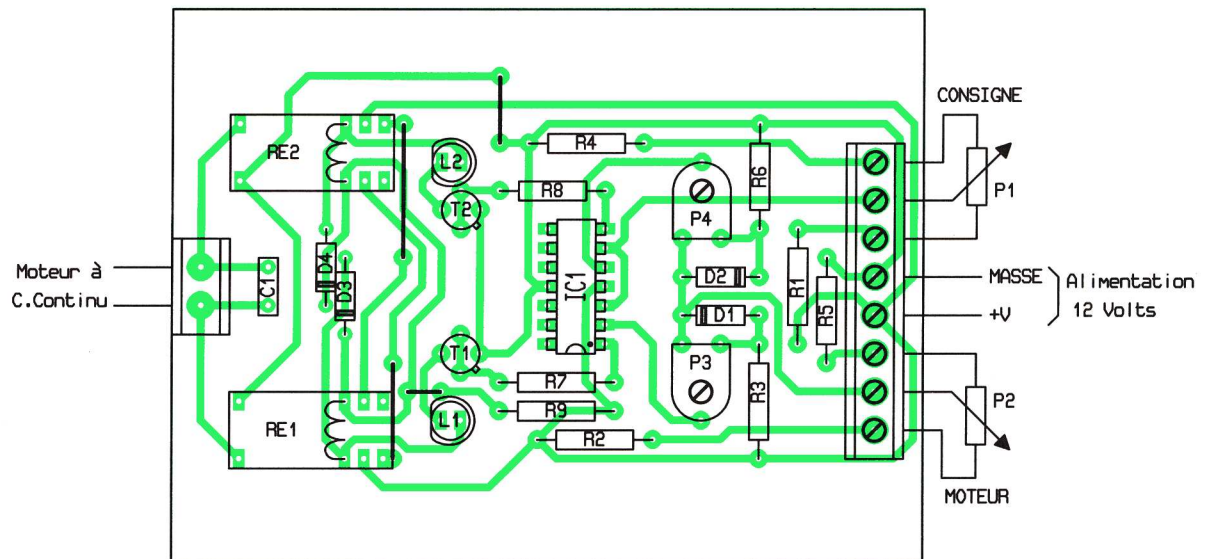 CONSIGNE
RE2
L2
R4
R6
P1
R8
T2
P4
Moteur à
C.Continu
C1
D4
D3
IC1
D2
D1
R1
R5
MASSE
+V
Alimentation
12 Volts
T1
P3
R7
R9
R3
P2
RE1
L1
R2
MOTEUR